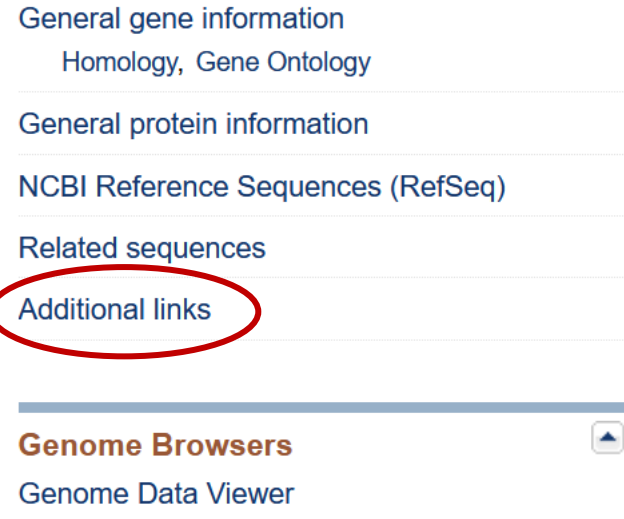 General gene information
Homology, Gene Ontology
General protein information
NCBI Reference Sequences (RefSeq)
Related sequences
Additional links
Genome Browsers
Genome Data Viewer